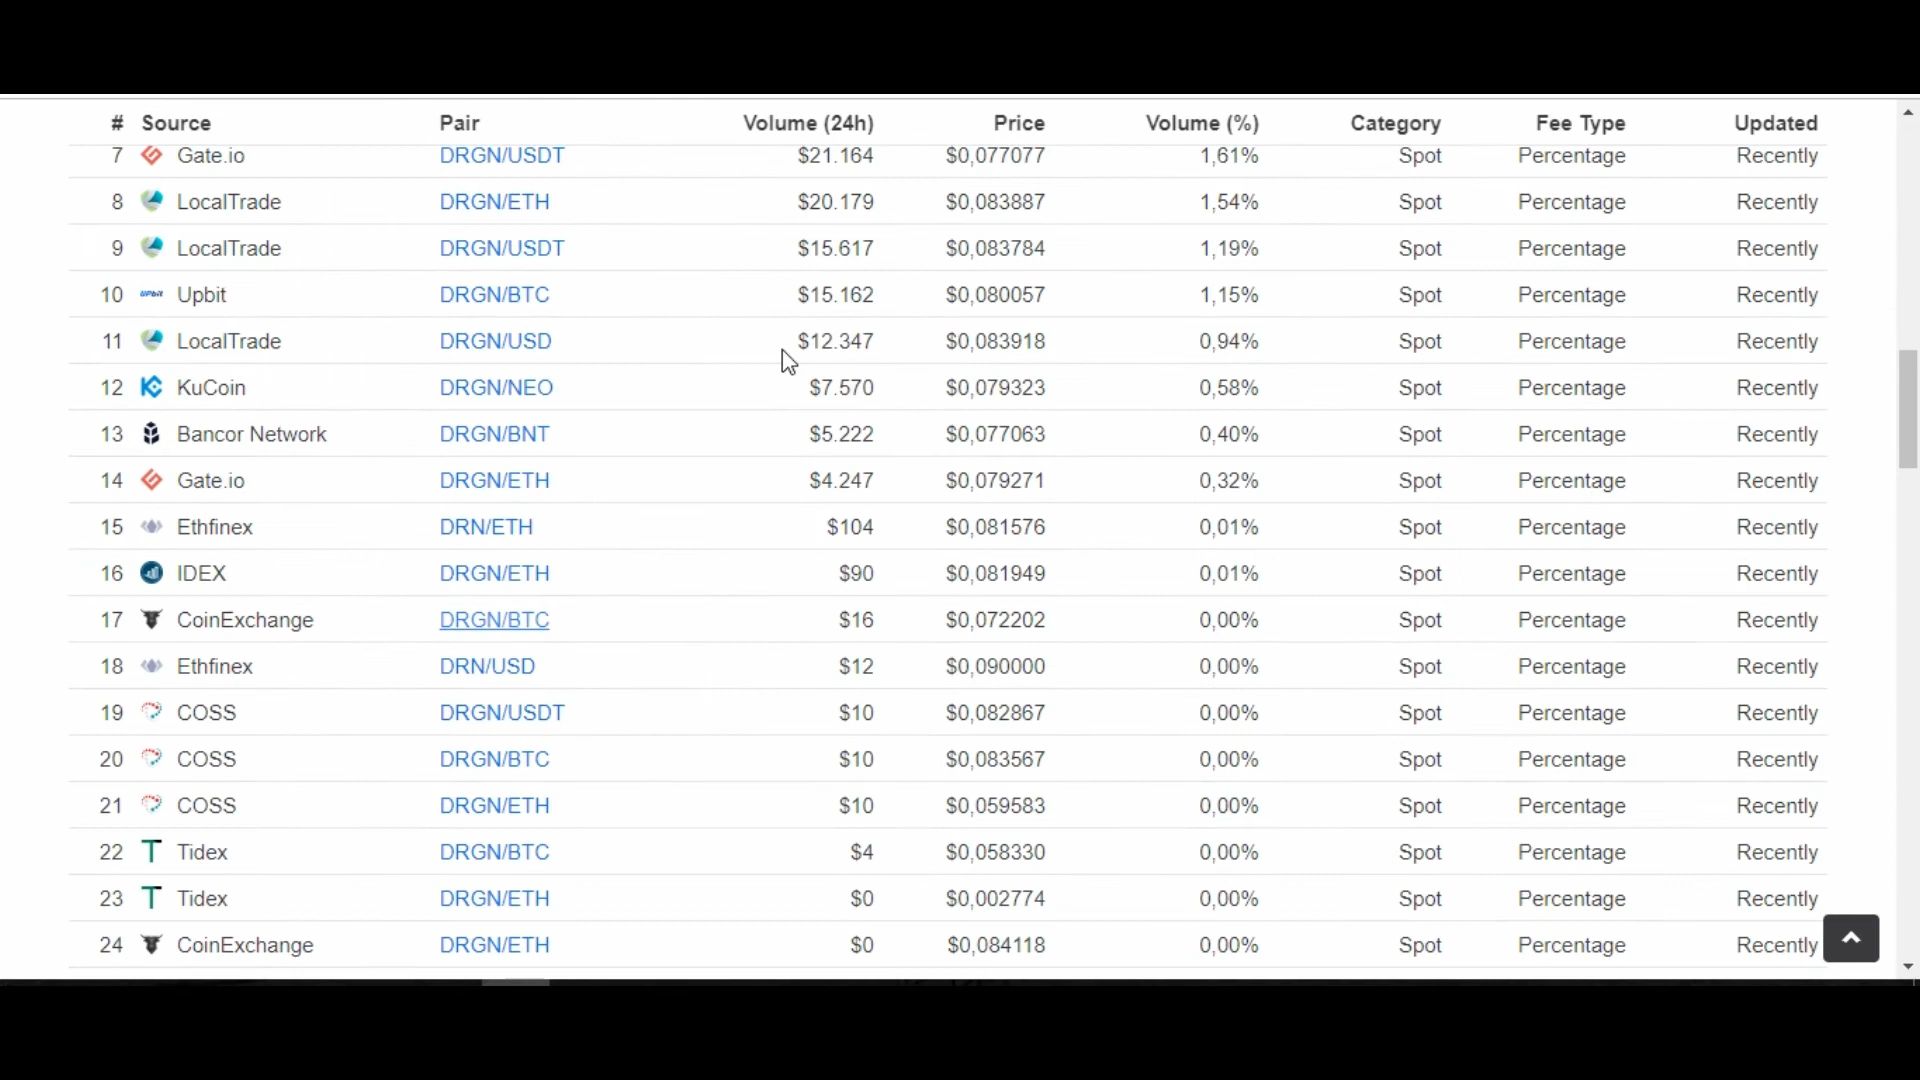 # Source Pair Volume (24h) Price Volume (%) Category Fee Type Updated
7 Gate.io DRGN/USDT $21.164 $0,077077 1,61% Spot Percentage Recently
8 LocalTrade DRGN/ETH $20.179 $0,083887 1,54% Spot Percentage Recently
9 LocalTrade DRGN/USDT $15.617 $0,083784 1,19% Spot Percentage Recently
10 UPbit Upbit DRGN/BTC $15.162 $0,080057 1,15% Spot Percentage Recently
11 LocalTrade DRGN/USD $12.347 $0,083918 0,94% Spot Percentage Recently
12 KuCoin DRGN/NEO $7.570 $0,079323 0,58% Spot Percentage Recently
13 Bancor Network DRGN/BNT $5.222 $0,077063 0,40% Spot Percentage Recently
14 Gate.io DRGN/ETH $4.247 $0,079271 0,32% Spot Percentage Recently
15 Ethfinex DRN/ETH $104 $0,081576 0,01% Spot Percentage Recently
16 IDEX DRGN/ETH $90 $0,081949 0,01% Spot Percentage Recently
17 CoinExchange DRGN/BTC $16 $0,072202 0,00% Spot Percentage Recently
18 Ethfinex DRN/USD $12 $0,090000 0,00% Spot Percentage Recently
19 COSS DRGN/USDT $10 $0,082867 0,00% Spot Percentage Recently
20 COSS DRGN/BTC $10 $0,083567 0,00% Spot Percentage Recently
21 COSS DRGN/ETH $10 $0,059583 0,00% Spot Percentage Recently
22 Tidex DRGN/BTC $4 $0,058330 0,00% Spot Percentage Recently
23 Tidex DRGN/ETH $0 $0,002774 0,00% Spot Percentage Recently
24 CoinExchange DRGN/ETH $0 $0,084118 0,00% Spot Percentage Recently